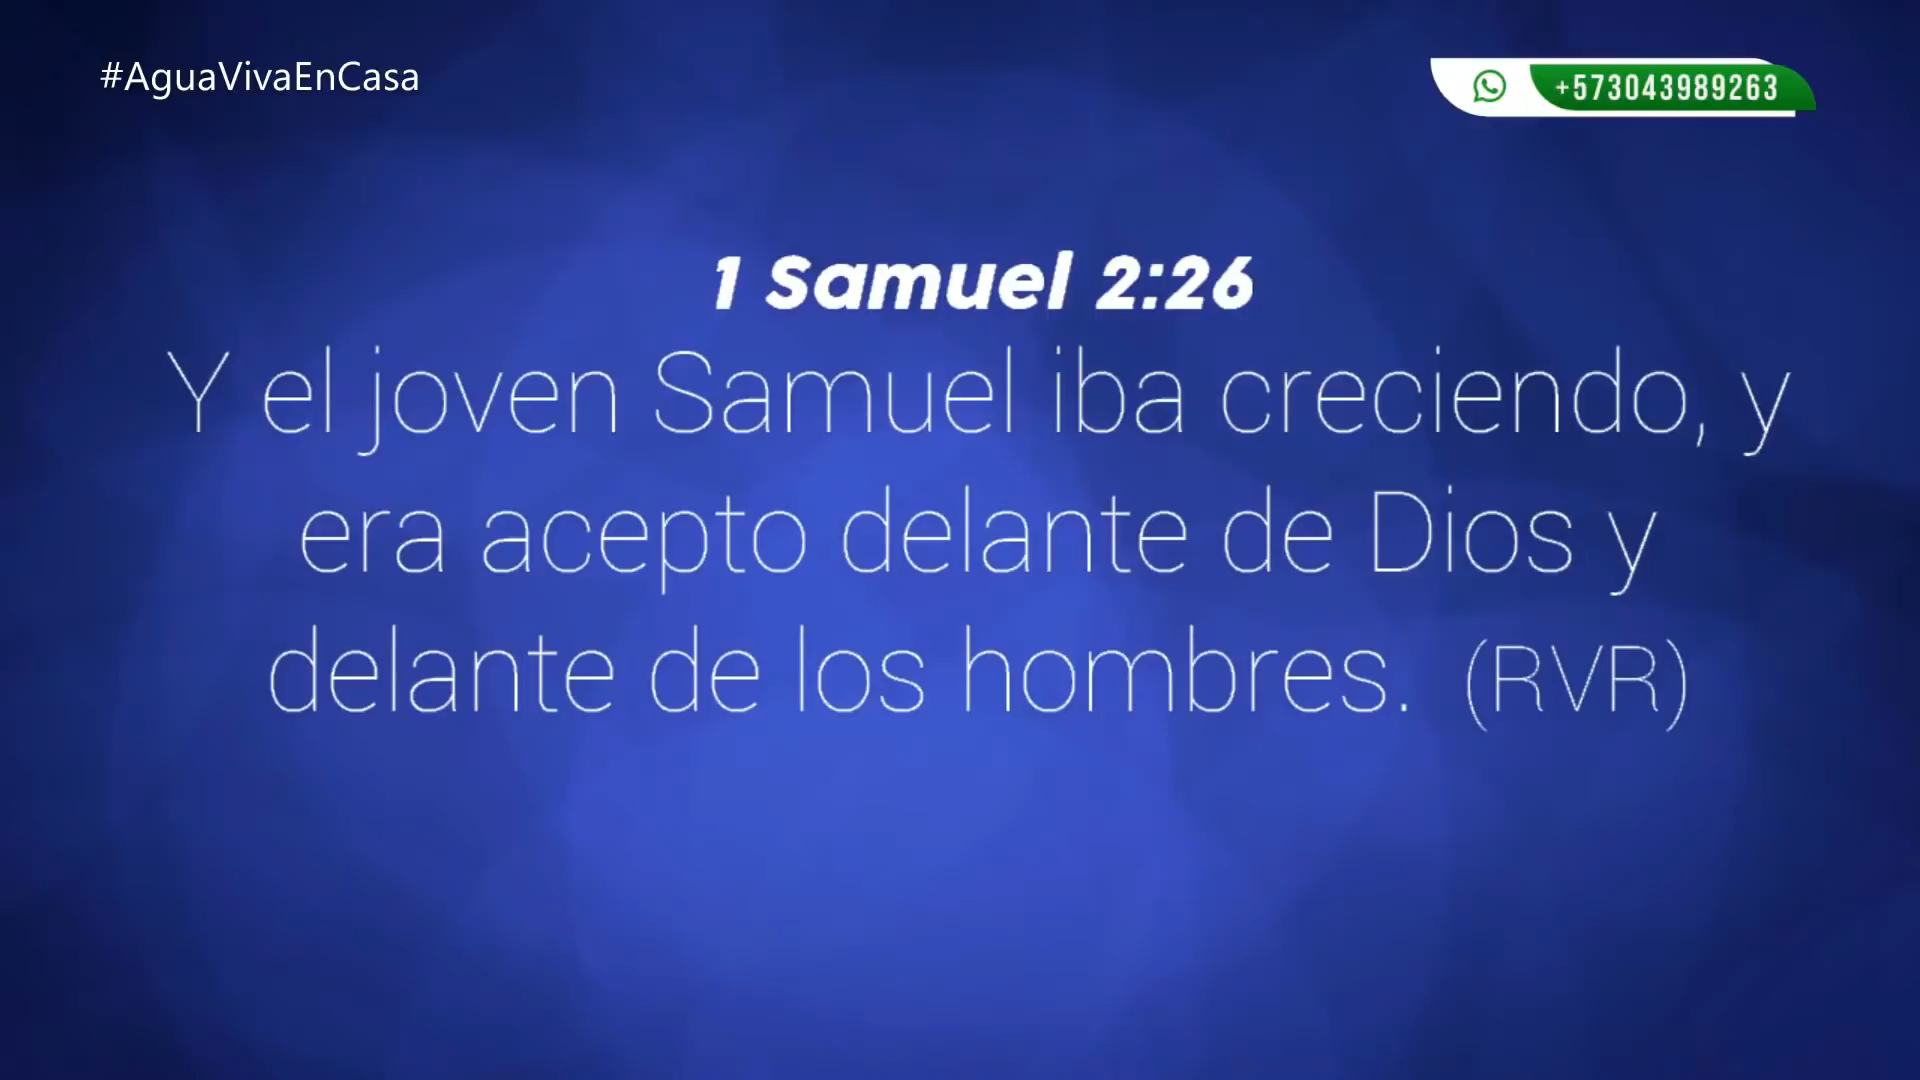 #AguaVivaEnCasa
+573043989263
1 Samuel 2:26
Y el joven Samuel iba creciendo, y
era acepto delante de Dios y
delante de los hombres. (RVR)